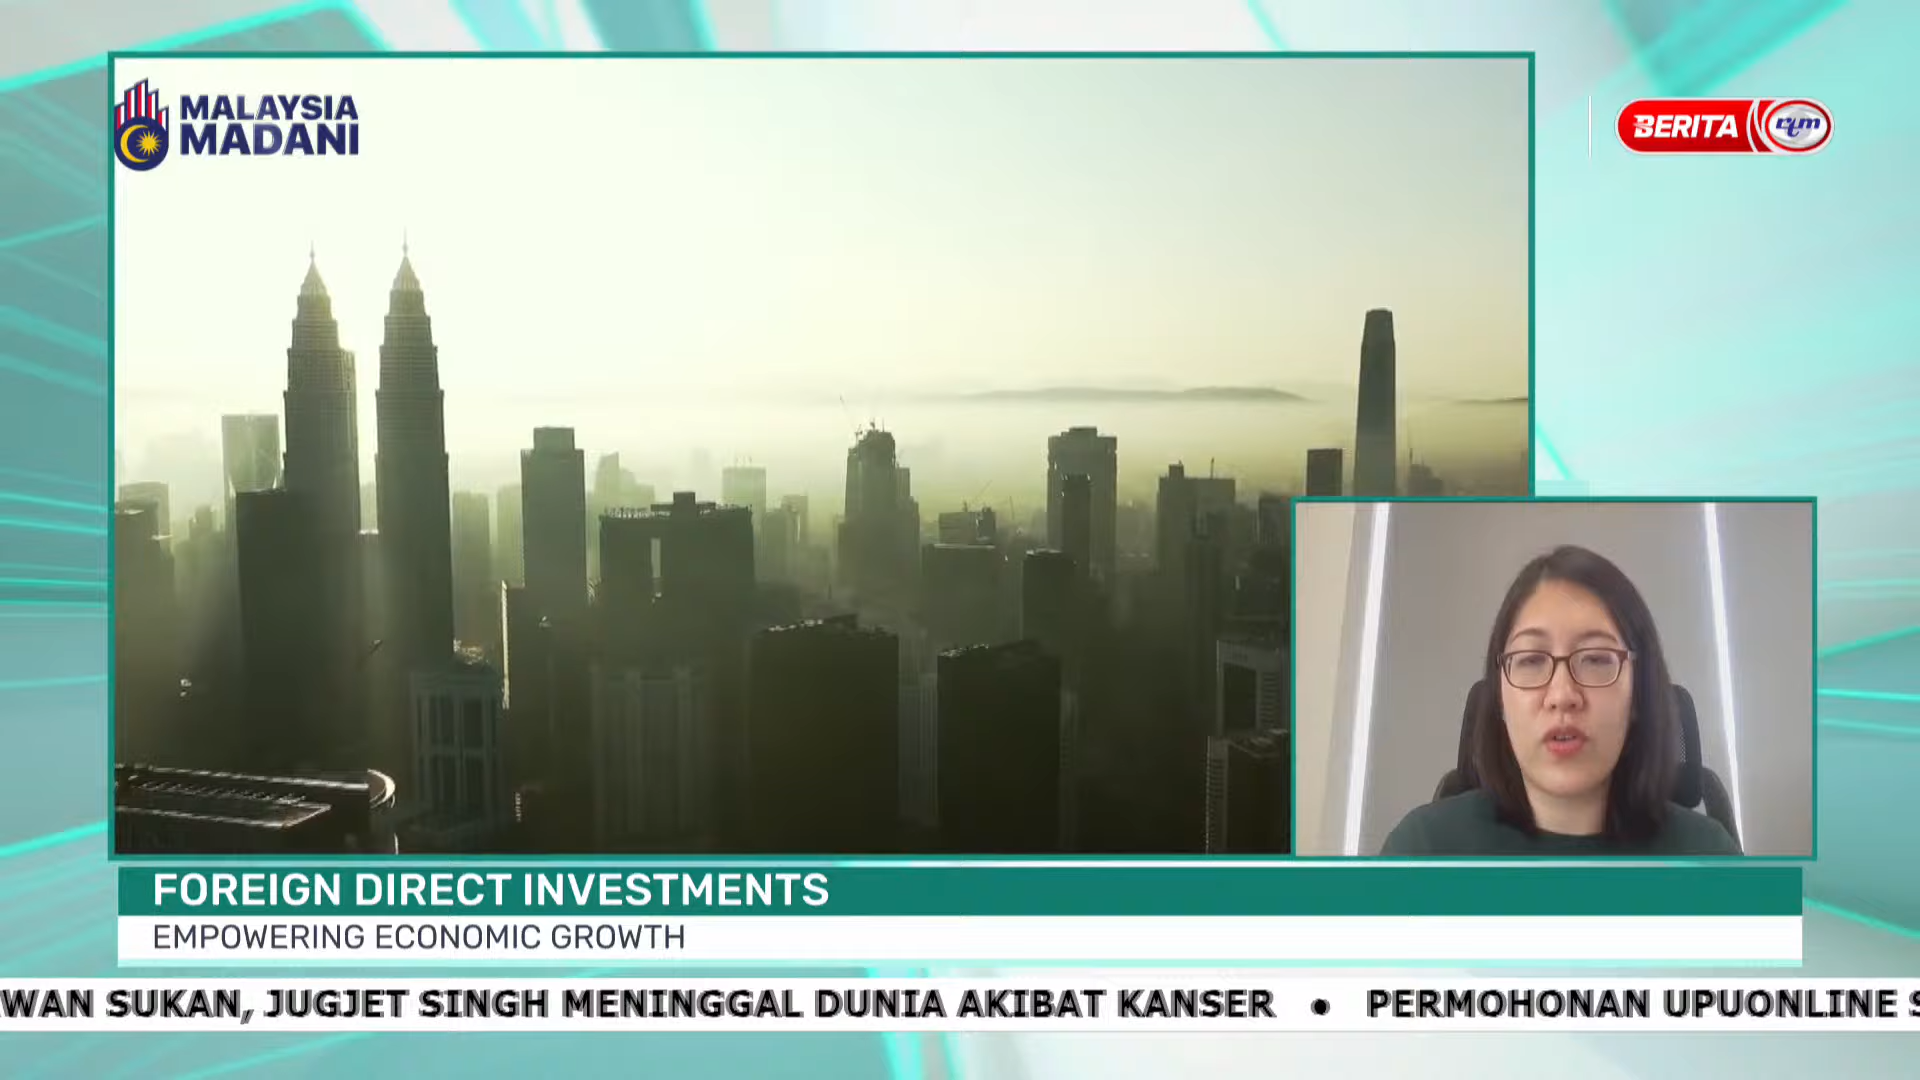 MALAYSIA
MADANI
BERITA rtm
FOREIGN DIRECT INVESTMENTS
EMPOWERING ECONOMIC GROWTH
WAN SUKAN, JUGJET SINGH MENINGGAL DUNIA AKIBAT KANSER • PERMOHONAN UPUONLINE S